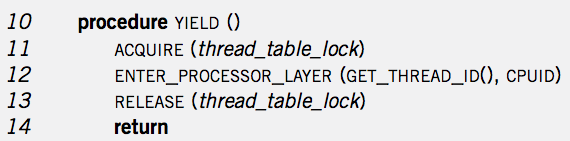 10 procedure YIELD ()
11 ACQUIRE (thread_table_lock)
12 ENTER_PROCESSOR_LAYER (GET_THREAD_ID(), CPUID)
13 RELEASE (thread_table_lock)
14 return